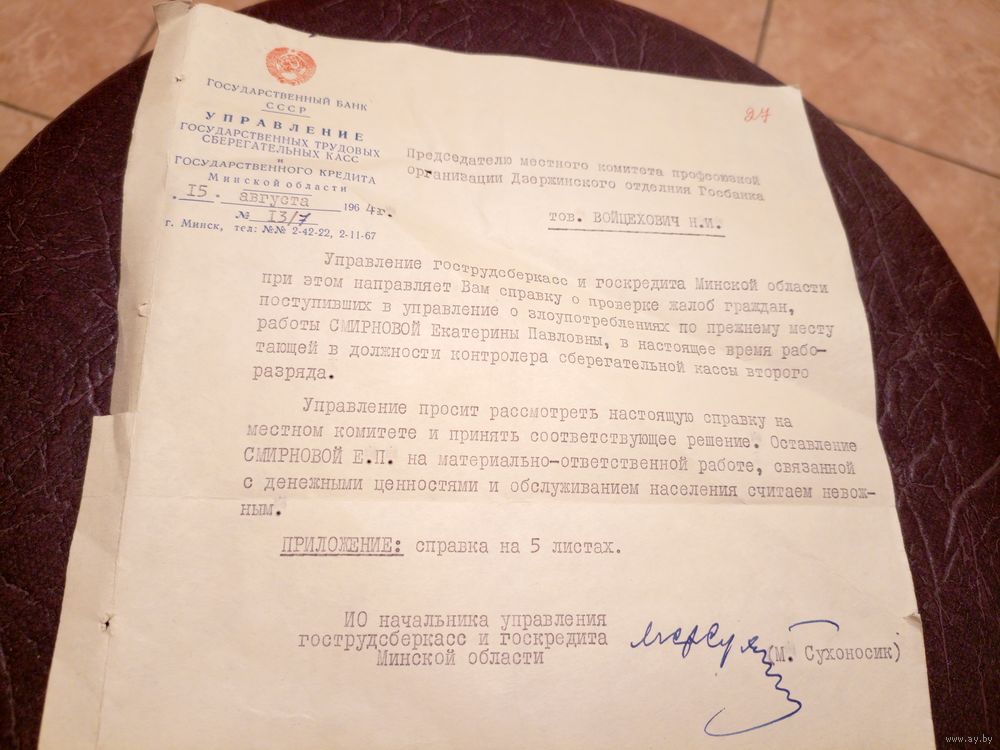 ГОСУДАРСТВЕННЫЙ БАНК
СССР
УПРАВЛЕНИЕ
ГОСУДАРСТВЕННЫХ ТРУДОВЫХ
СБЕРЕГАТЕЛЬНЫХ КАСС
и
ГОСУДАРСТВЕННОГО КРЕДИТА
Минской области
"15" августа 1964г.
№ 13/7
г. Минск, тел: №№ 2-42-22, 2-11-67
27
Председателю местного комитета профсоюзной
организации Дзержинского отделния Госбанка
тов. ВОЙЦЕХОВИЧ Н.И.
Управление гострудсберкасс и госкредита Минской области
при этом направляет Вам справку о проверке жалоб граждан,
поступивших в управление о злоупотреблениях по прежнему месту
работы СМИРНОВОЙ Екатерины Павловны, в настоящее время рабо-
тающей в должности контролера сберегательной кассы второго
разряда.
Управление просит рассмотреть настоящую справку на
местном комитете и принять соответствующее решение. Оставление
СМИРНОВОЙ Е.П. на материально-ответственной работе, связанной
с денежными ценностями и обслуживанием населения считаем невож-
ным.
ПРИЛОЖЕНИЕ: справка на 5 листах.
ИО начальника управления
гострудсберкасс и госкредита
Минской области
(М. Сухоносик)
www.ay.by